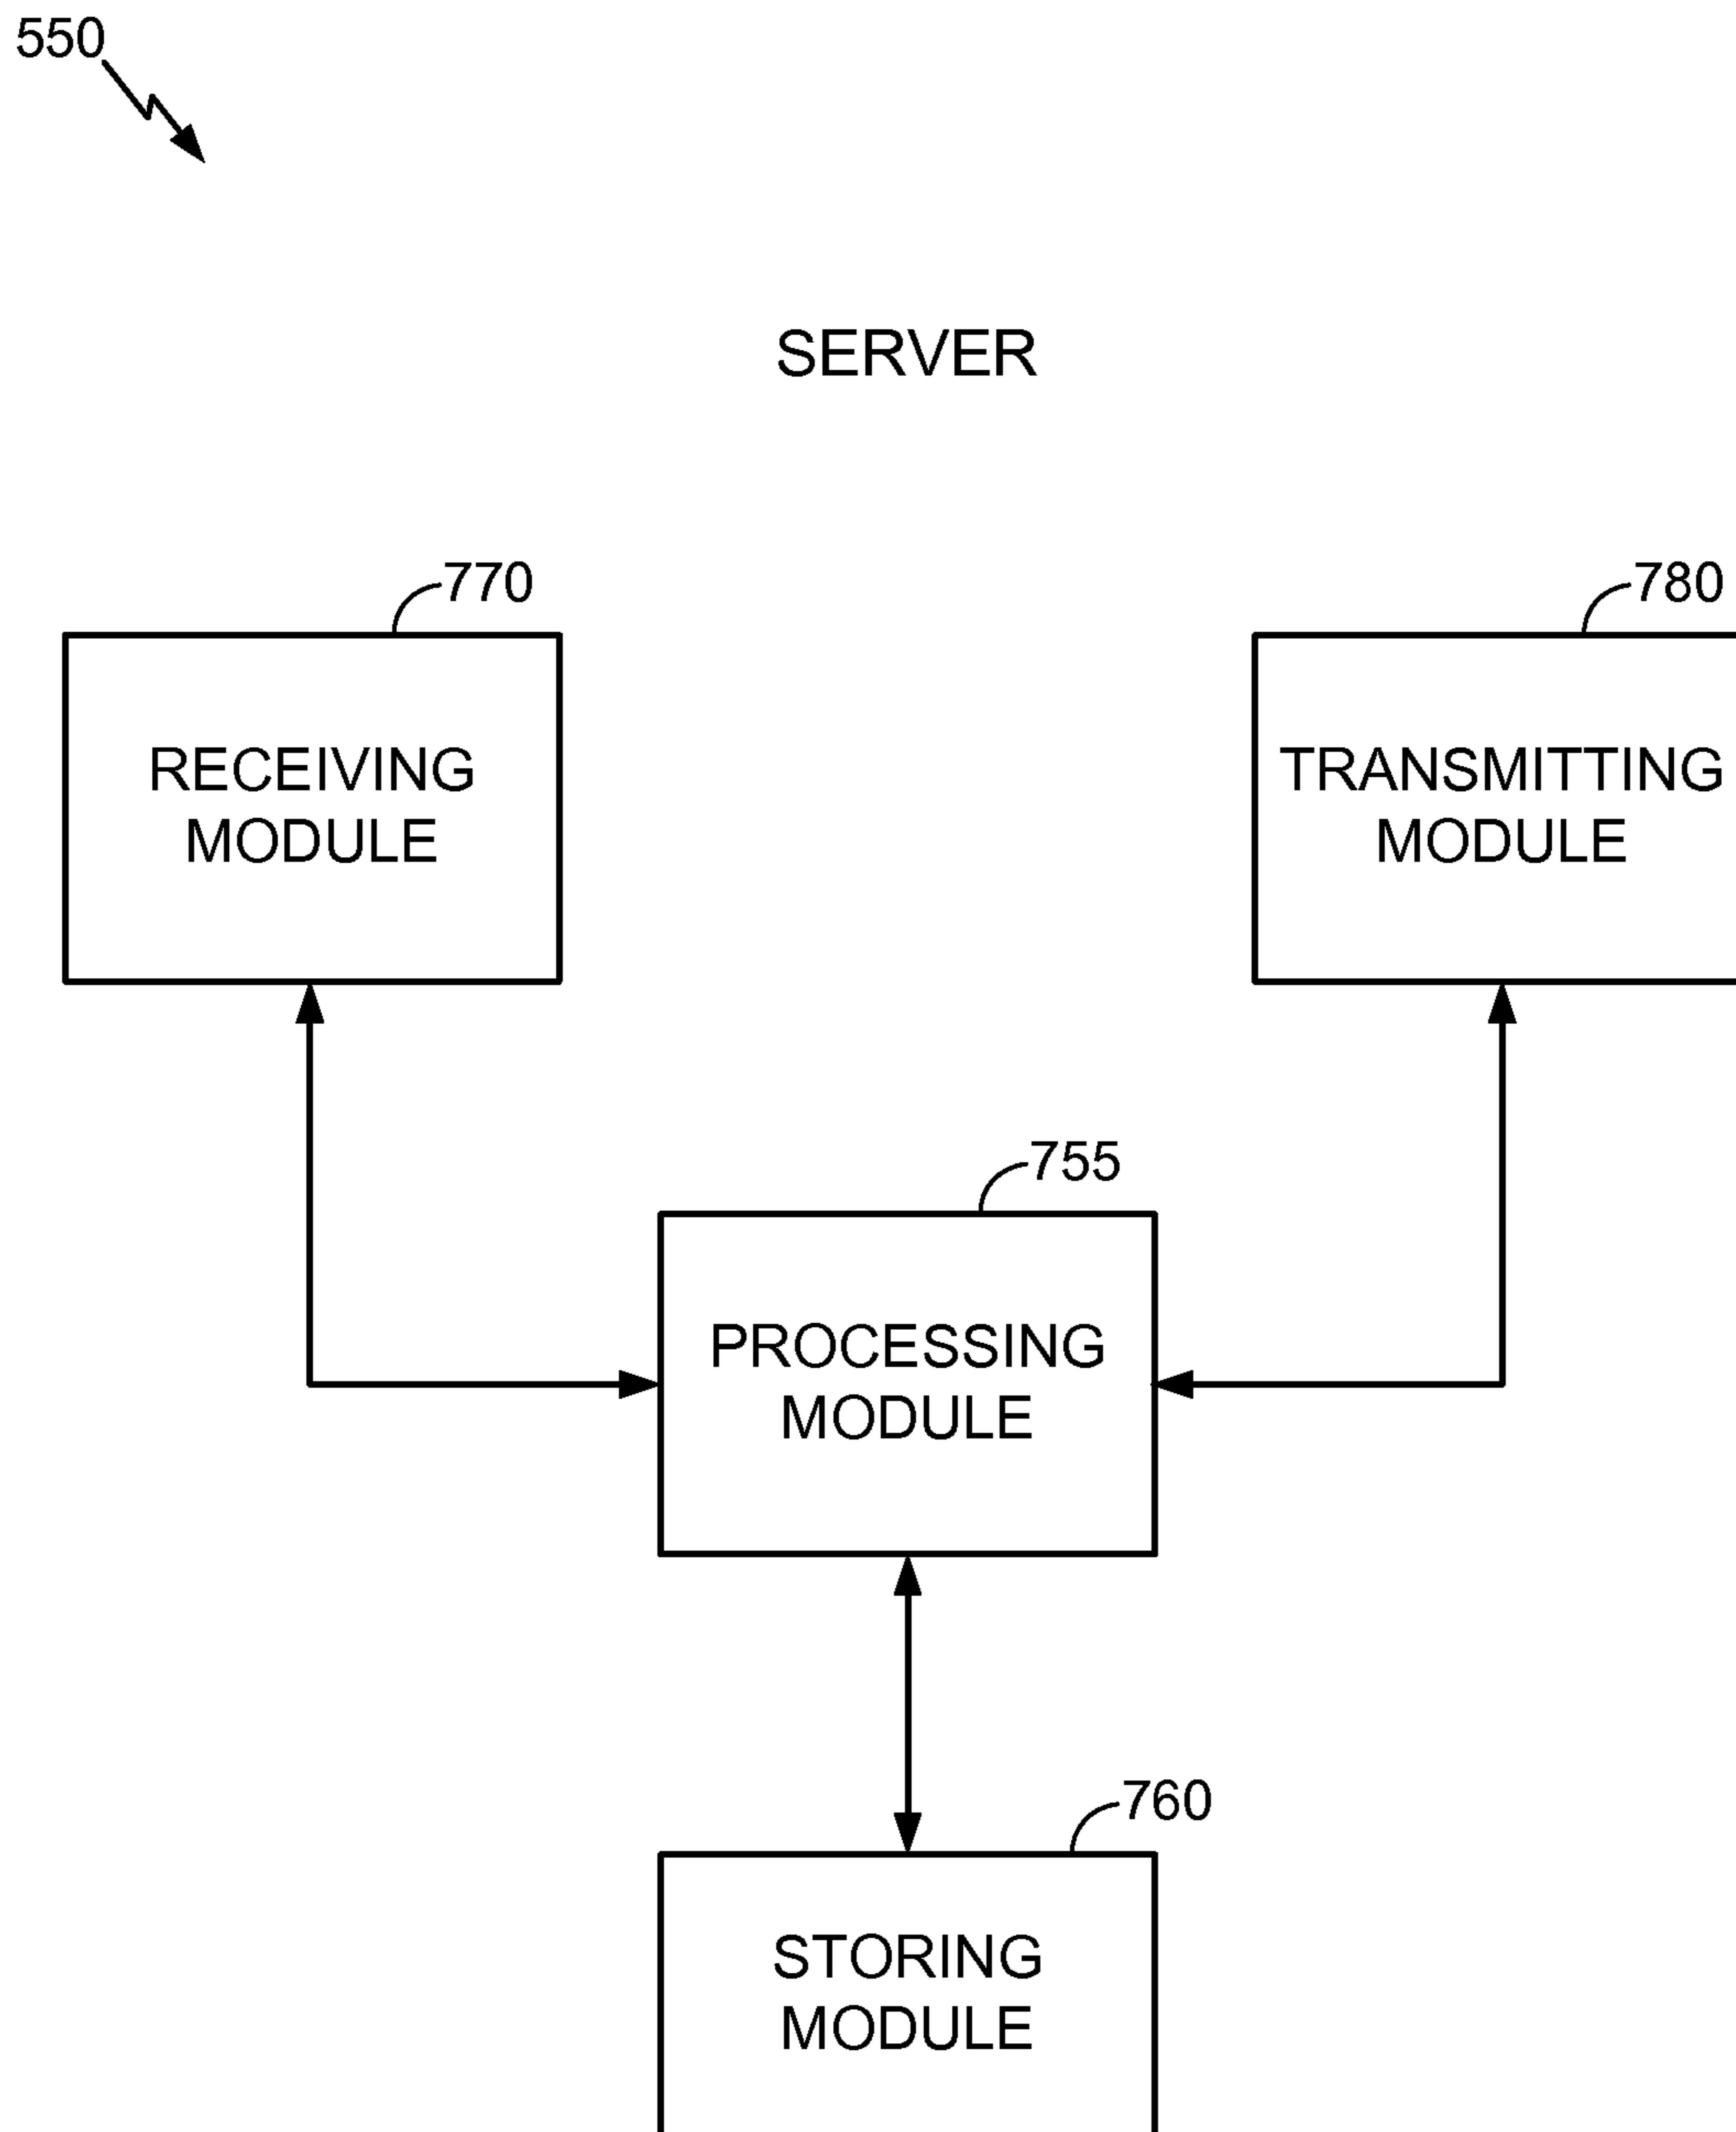 550
SERVER
770
780
RECEIVING
MODULE
TRANSMITTING
MODULE
755
PROCESSING
MODULE
760
STORING
MODULE